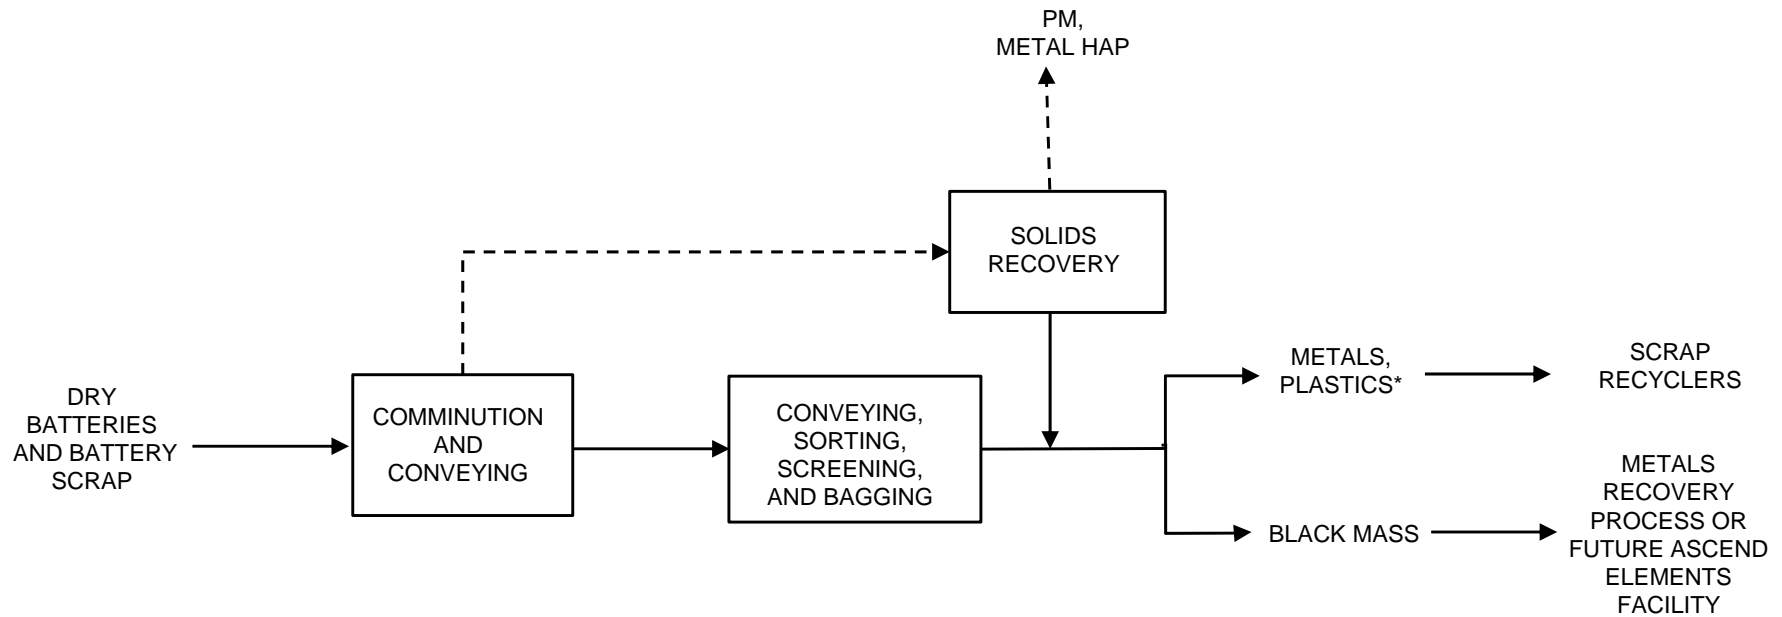 PM,
METAL HAP
SOLIDS
RECOVERY
DRY
BATTERIES
AND BATTERY
SCRAP
COMMINUTION
AND
CONVEYING
CONVEYING,
SORTING,
SCREENING,
AND BAGGING
METALS,
PLASTICS*
SCRAP
RECYCLERS
BLACK MASS
METALS
RECOVERY
PROCESS OR
FUTURE ASCEND
ELEMENTS
FACILITY